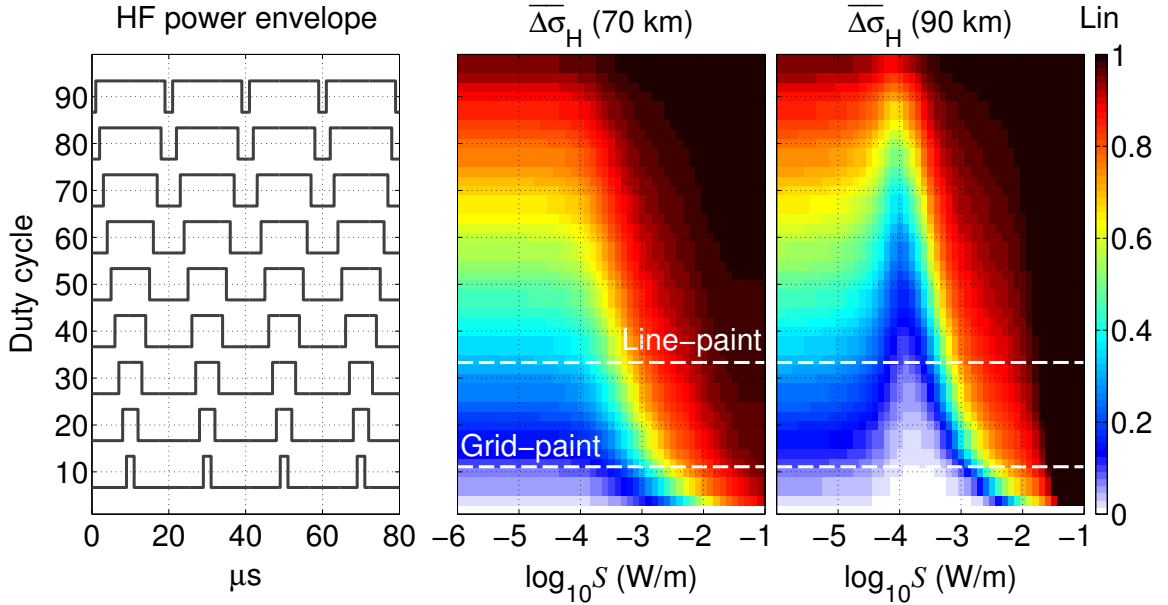 HF power envelope
Δσ_H (70 km)
Δσ_H (90 km)
Lin
Duty cycle
90
80
70
60
50
40
30
20
10
0 20 40 60 80
μs
Line−paint
Grid−paint
−6 −5 −4 −3 −2 −1
log₁₀S (W/m)
−5 −4 −3 −2 −1
log₁₀S (W/m)
1
0.8
0.6
0.4
0.2
0